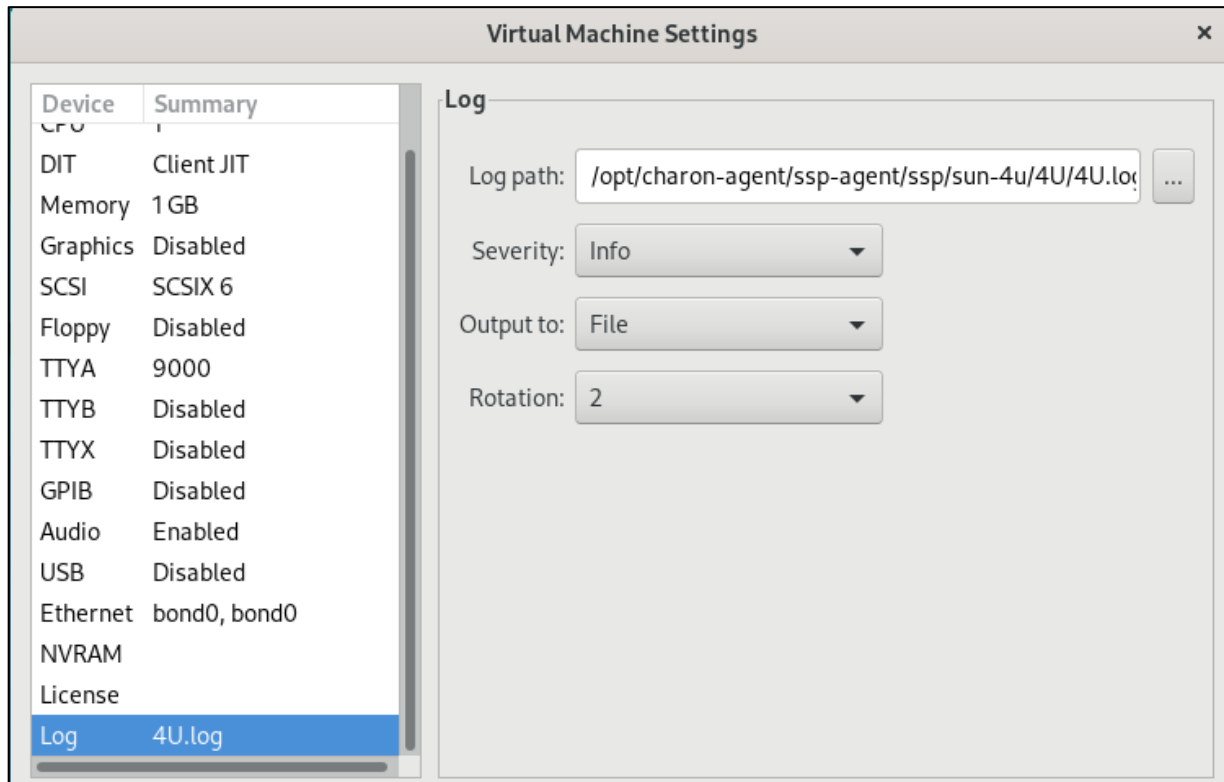 Virtual Machine Settings ×
Device Summary
CPU 1
DIT Client JIT
Memory 1 GB
Graphics Disabled
SCSI SCSIX 6
Floppy Disabled
TTYA 9000
TTYB Disabled
TTYX Disabled
GPIB Disabled
Audio Enabled
USB Disabled
Ethernet bond0, bond0
NVRAM
License
Log 4U.log
Log
Log path: /opt/charon-agent/ssp-agent/ssp/sun-4u/4U/4U.log ...
Severity: Info
Output to: File
Rotation: 2